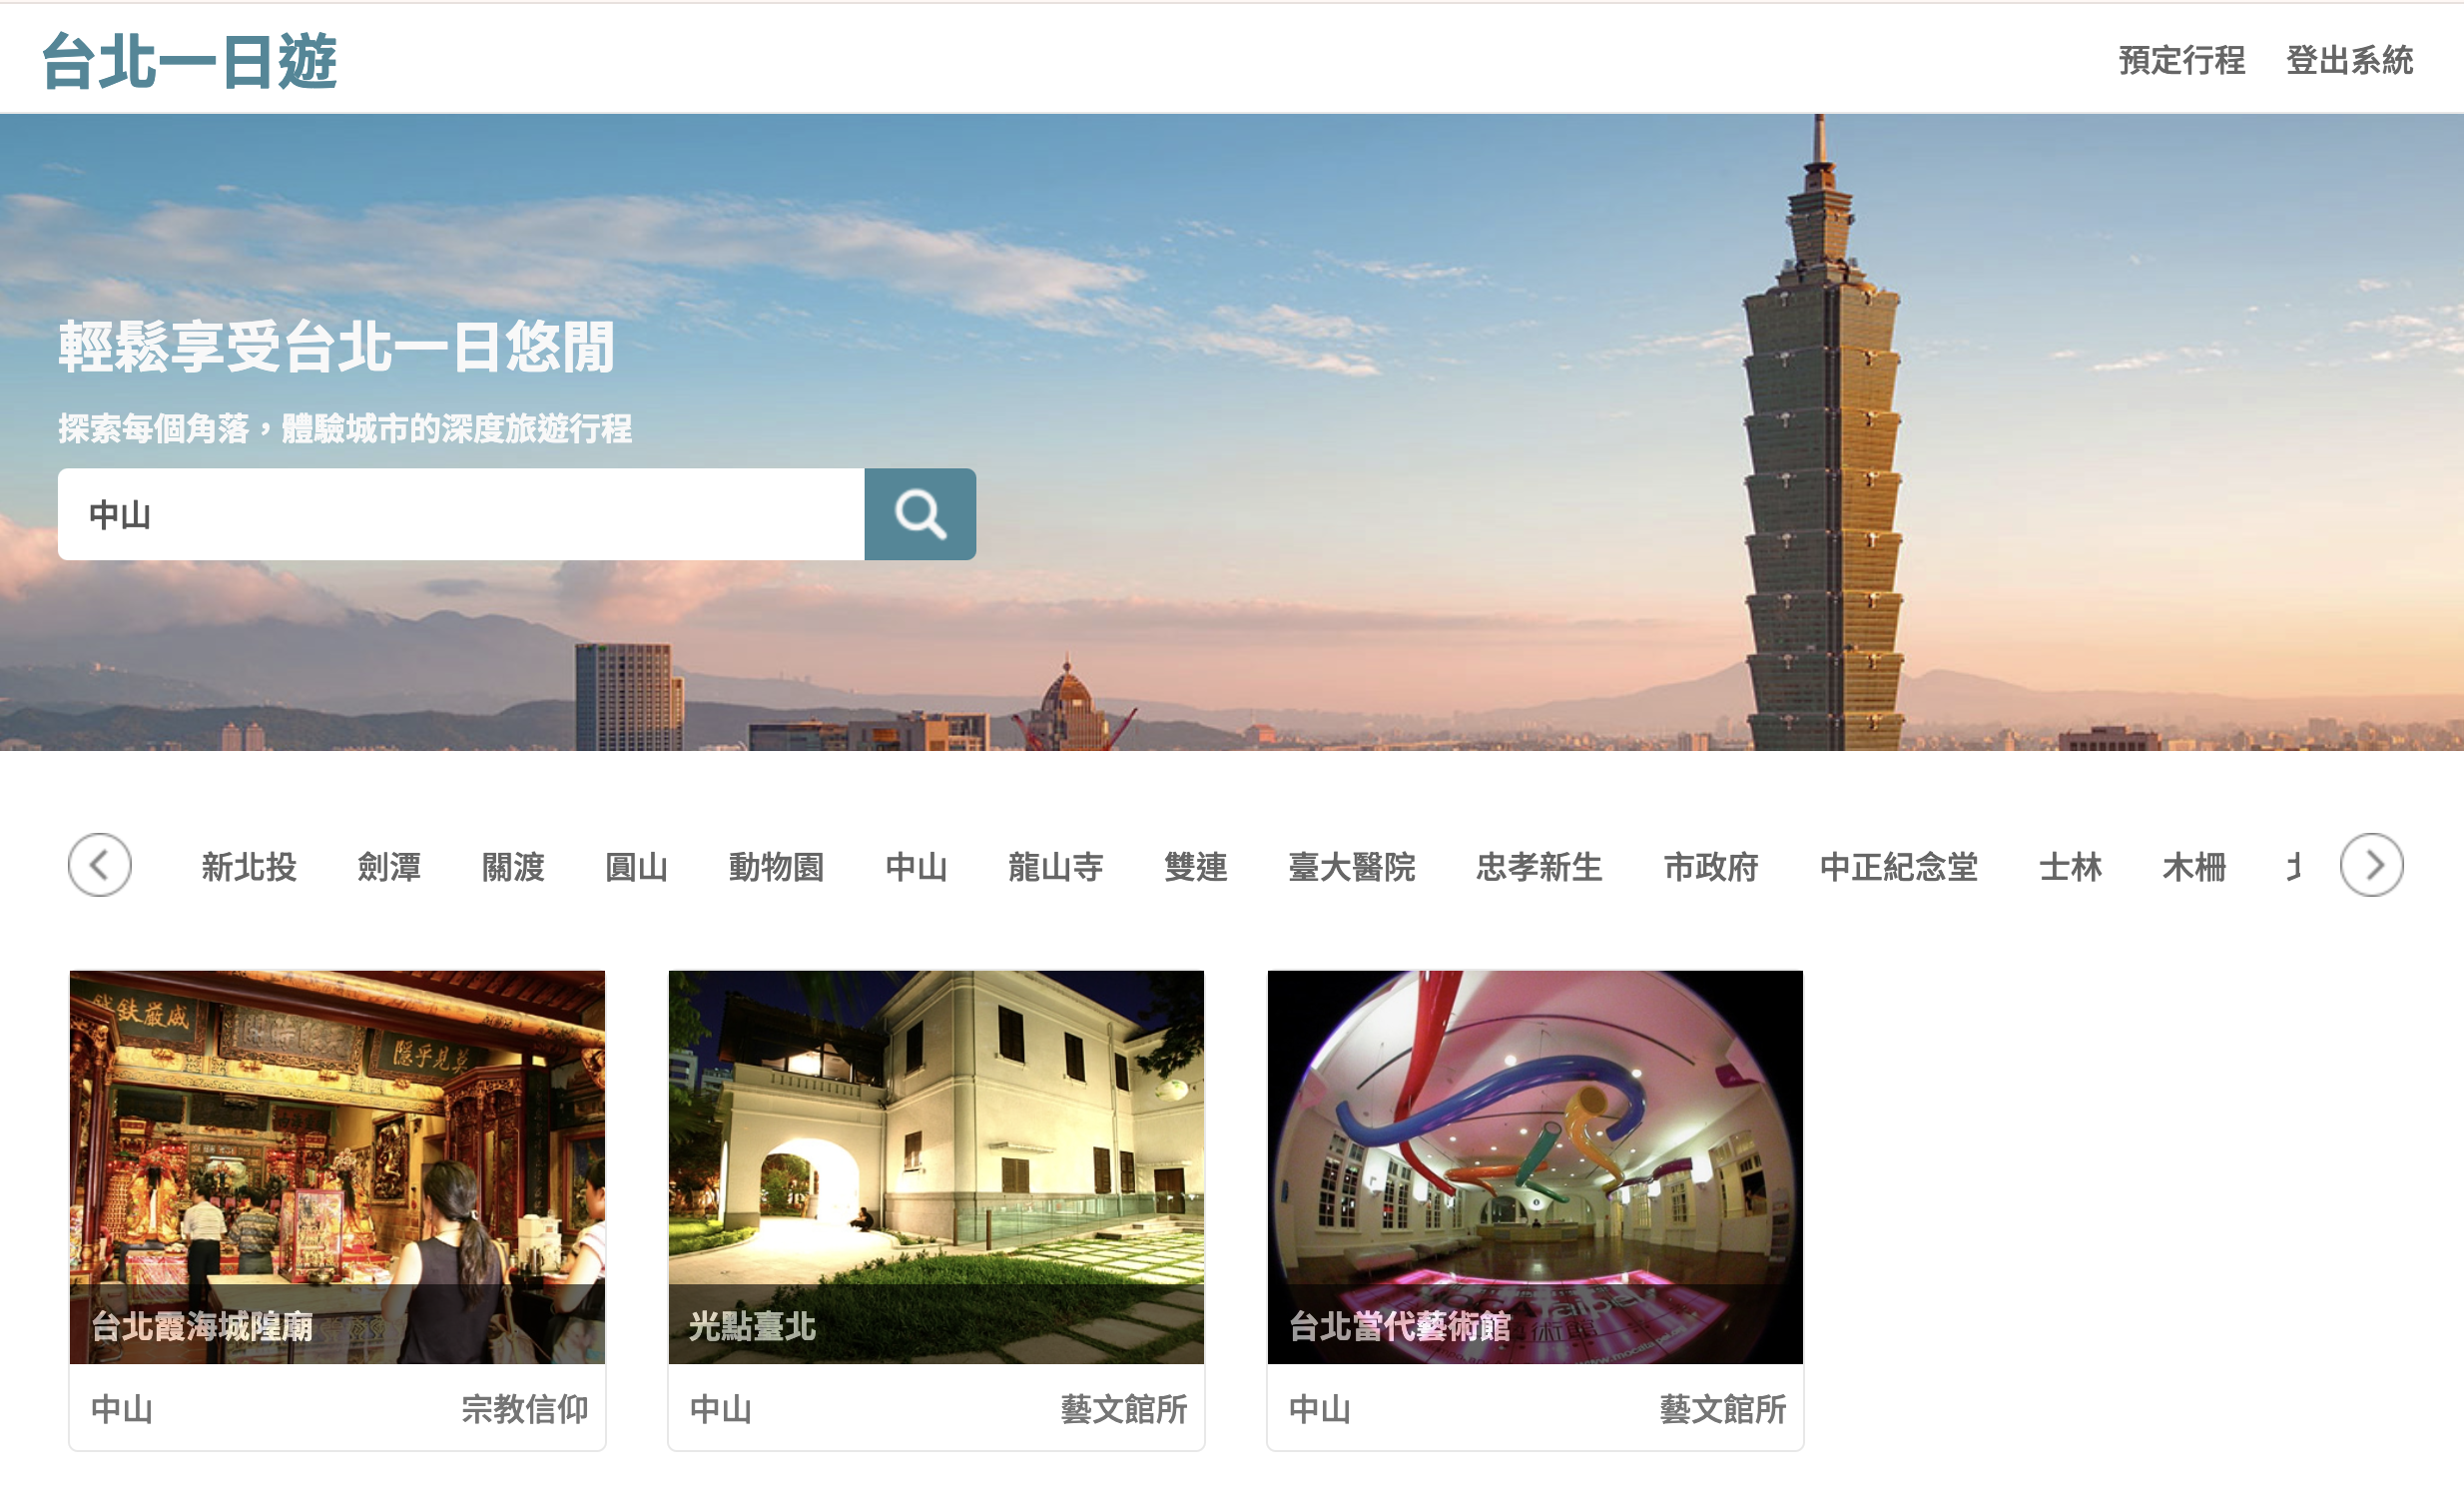 台北一日遊
預定行程 登出系統
輕鬆享受台北一日悠閒
探索每個角落，體驗城市的深度旅遊行程
中山
新北投 劍潭 關渡 圓山 動物園 中山 龍山寺 雙連 臺大醫院 忠孝新生 市政府 中正紀念堂 士林 木柵
台北霞海城隍廟
中山 宗教信仰
光點臺北
中山 藝文館所
台北當代藝術館
中山 藝文館所